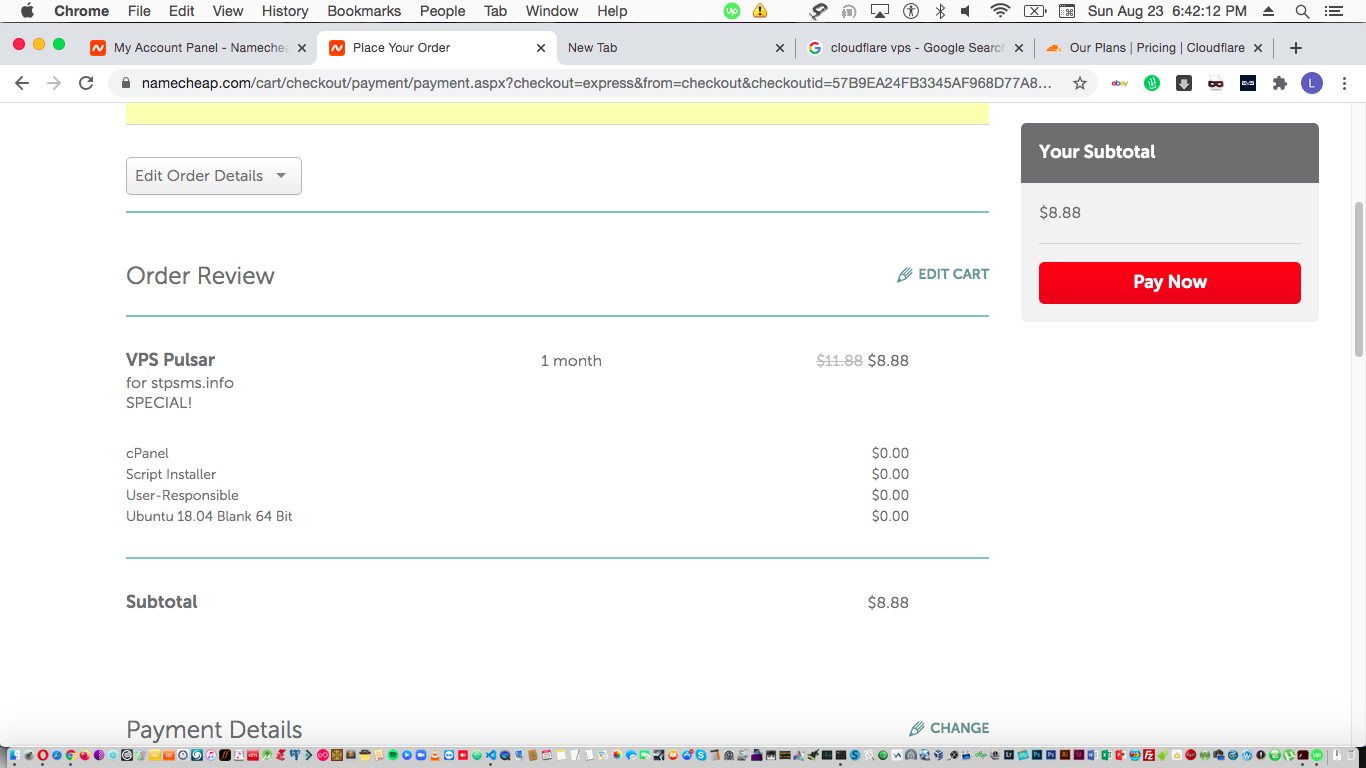 Chrome File Edit View History Bookmarks People Tab Window Help Sun Aug 23 6:42:12 PM
My Account Panel - Namechea Place Your Order New Tab cloudflare vps - Google Search Our Plans | Pricing | Cloudflare
namecheap.com/cart/checkout/payment/payment.aspx?checkout=express&from=checkout&checkoutid=57B9EA24FB3345AF968D77A8...
Edit Order Details
Your Subtotal
$8.88
Pay Now
Order Review
EDIT CART
VPS Pulsar 1 month $11.88 $8.88
for stpsms.info
SPECIAL!
cPanel $0.00
Script Installer $0.00
User-Responsible $0.00
Ubuntu 18.04 Blank 64 Bit $0.00
Subtotal $8.88
Payment Details
CHANGE